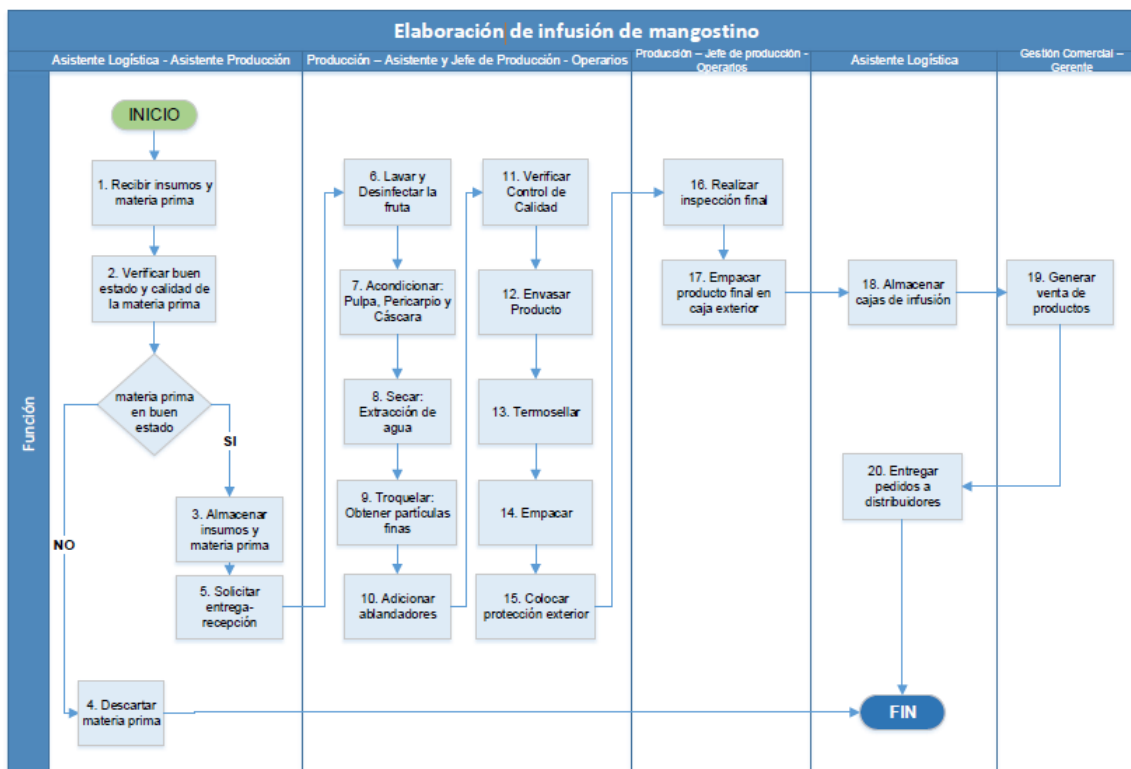 Elaboración de infusión de mangostino
Asistente Logística - Asistente Producción
Producción – Asistente y Jefe de Producción - Operarios
Producción – Jefe de producción -
Operarios
Asistente Logística
Gestión Comercial –
Gerente
Función
INICIO
1. Recibir insumos y
materia prima
2. Verificar buen
estado y calidad de
la materia prima
materia prima
en buen
estado
SI
NO
3. Almacenar
insumos y
materia prima
5. Solicitar
entrega-
recepción
4. Descartar
materia prima
6. Lavar y
Desinfectar la
fruta
7. Acondicionar:
Pulpa, Pericarpio y
Cáscara
8. Secar:
Extracción de
agua
9. Troquelar:
Obtener partículas
finas
10. Adicionar
ablandadores
11. Verificar
Control de
Calidad
12. Envasar
Producto
13. Termosellar
14. Empacar
15. Colocar
protección exterior
16. Realizar
inspección final
17. Empacar
producto final en
caja exterior
18. Almacenar
cajas de infusión
19. Generar
venta de
productos
20. Entregar
pedidos a
distribuidores
FIN